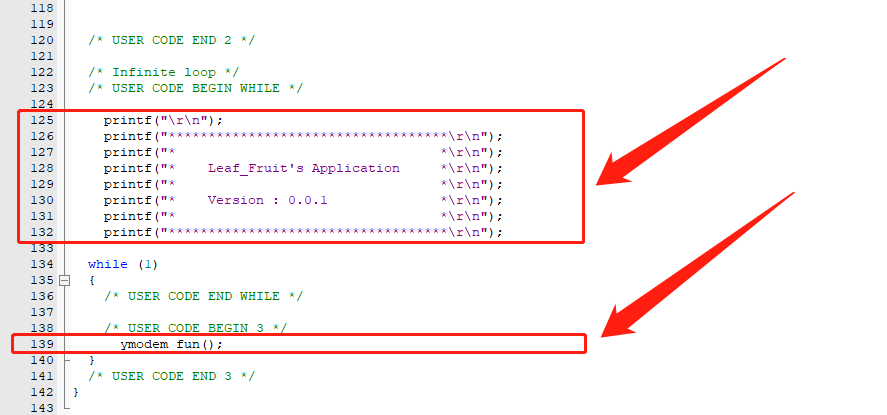 118
119
120 /* USER CODE END 2 */
121
122 /* Infinite loop */
123 /* USER CODE BEGIN WHILE */
124
125 printf("\r\n");
126 printf("***********************************\r\n");
127 printf("*                                 *\r\n");
128 printf("*    Leaf_Fruit's Application     *\r\n");
129 printf("*                                 *\r\n");
130 printf("*    Version : 0.0.1              *\r\n");
131 printf("*                                 *\r\n");
132 printf("***********************************\r\n");
133
134 while (1)
135 {
136 /* USER CODE END WHILE */
137
138 /* USER CODE BEGIN 3 */
139 ymodem_fun();
140 }
141 /* USER CODE END 3 */
142 }
143